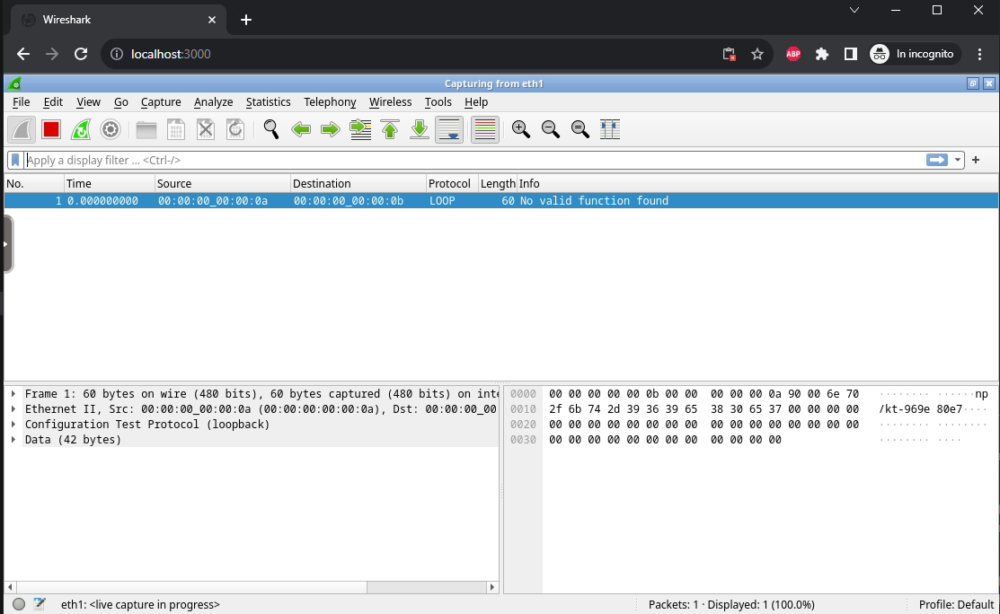 Wireshark
localhost:3000
ABP
In incognito
Capturing from eth1
File Edit View Go Capture Analyze Statistics Telephony Wireless Tools Help
Apply a display filter ... <Ctrl-/>
No. Time Source Destination Protocol Length Info
1 0.000000000 00:00:00_00:00:0a 00:00:00_00:00:0b LOOP 60 No valid function found
Frame 1: 60 bytes on wire (480 bits), 60 bytes captured (480 bits) on inte
Ethernet II, Src: 00:00:00_00:00:0a (00:00:00:00:00:0a), Dst: 00:00:00_00
Configuration Test Protocol (loopback)
Data (42 bytes)
0000 00 00 00 00 00 0b 00 00 00 00 00 0a 90 00 6e 70 ········ ······np
0010 2f 6b 74 2d 39 36 39 65 38 30 65 37 00 00 00 00 /kt-969e 80e7····
0020 00 00 00 00 00 00 00 00 00 00 00 00 00 00 00 00 ········ ········
0030 00 00 00 00 00 00 00 00 00 00 00 00 ········ ····
eth1: <live capture in progress>
Packets: 1 · Displayed: 1 (100.0%)
Profile: Default